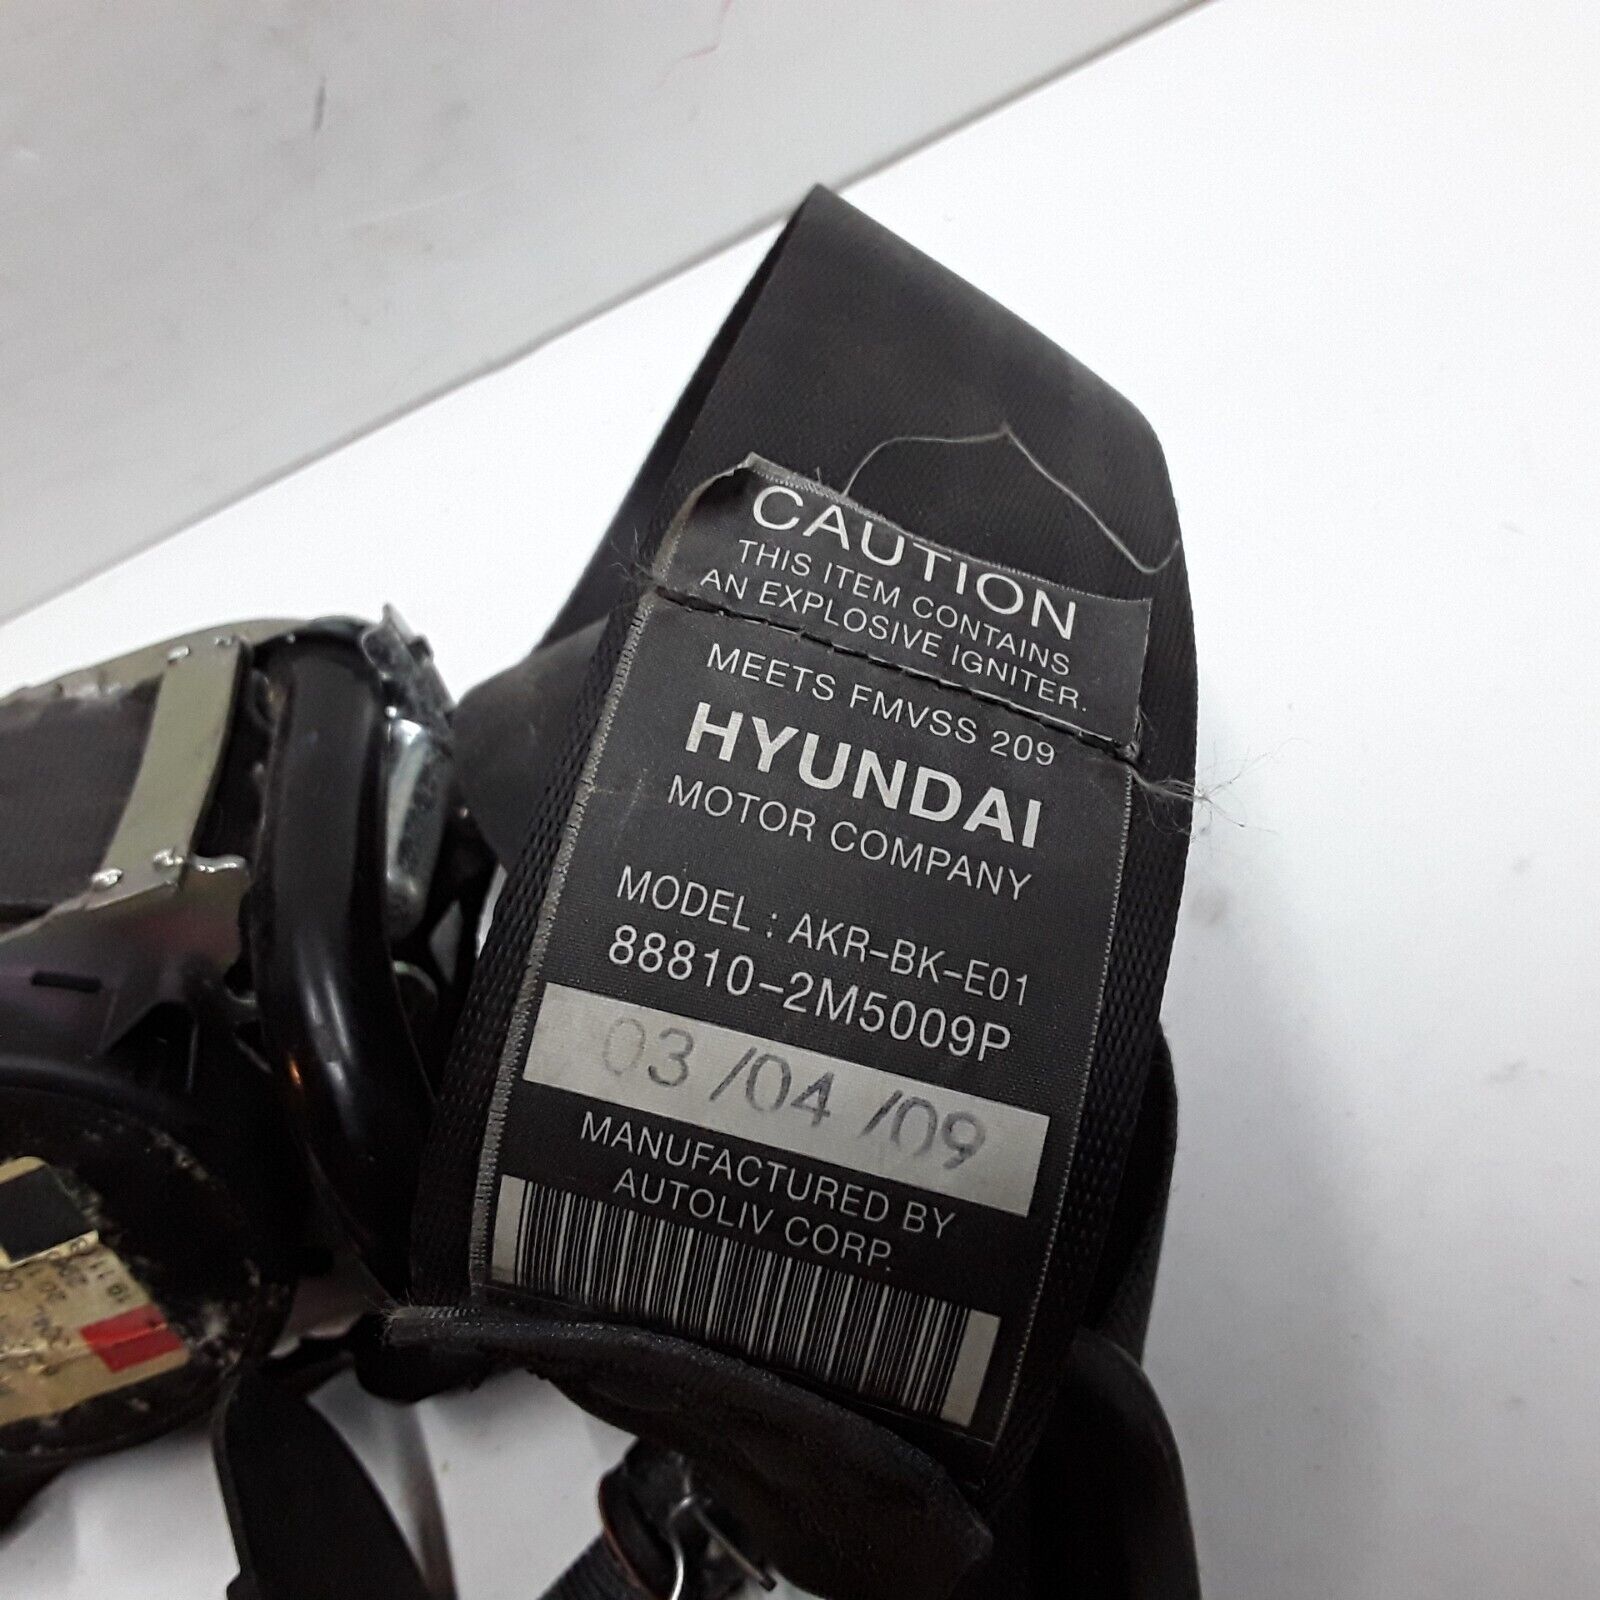 CAUTION
THIS ITEM CONTAINS
AN EXPLOSIVE IGNITER.
MEETS FMVSS 209
HYUNDAI
MOTOR COMPANY
MODEL : AKR-BK-E01
88810-2M5009P
03/04/09
MANUFACTURED BY
AUTOLIV CORP.